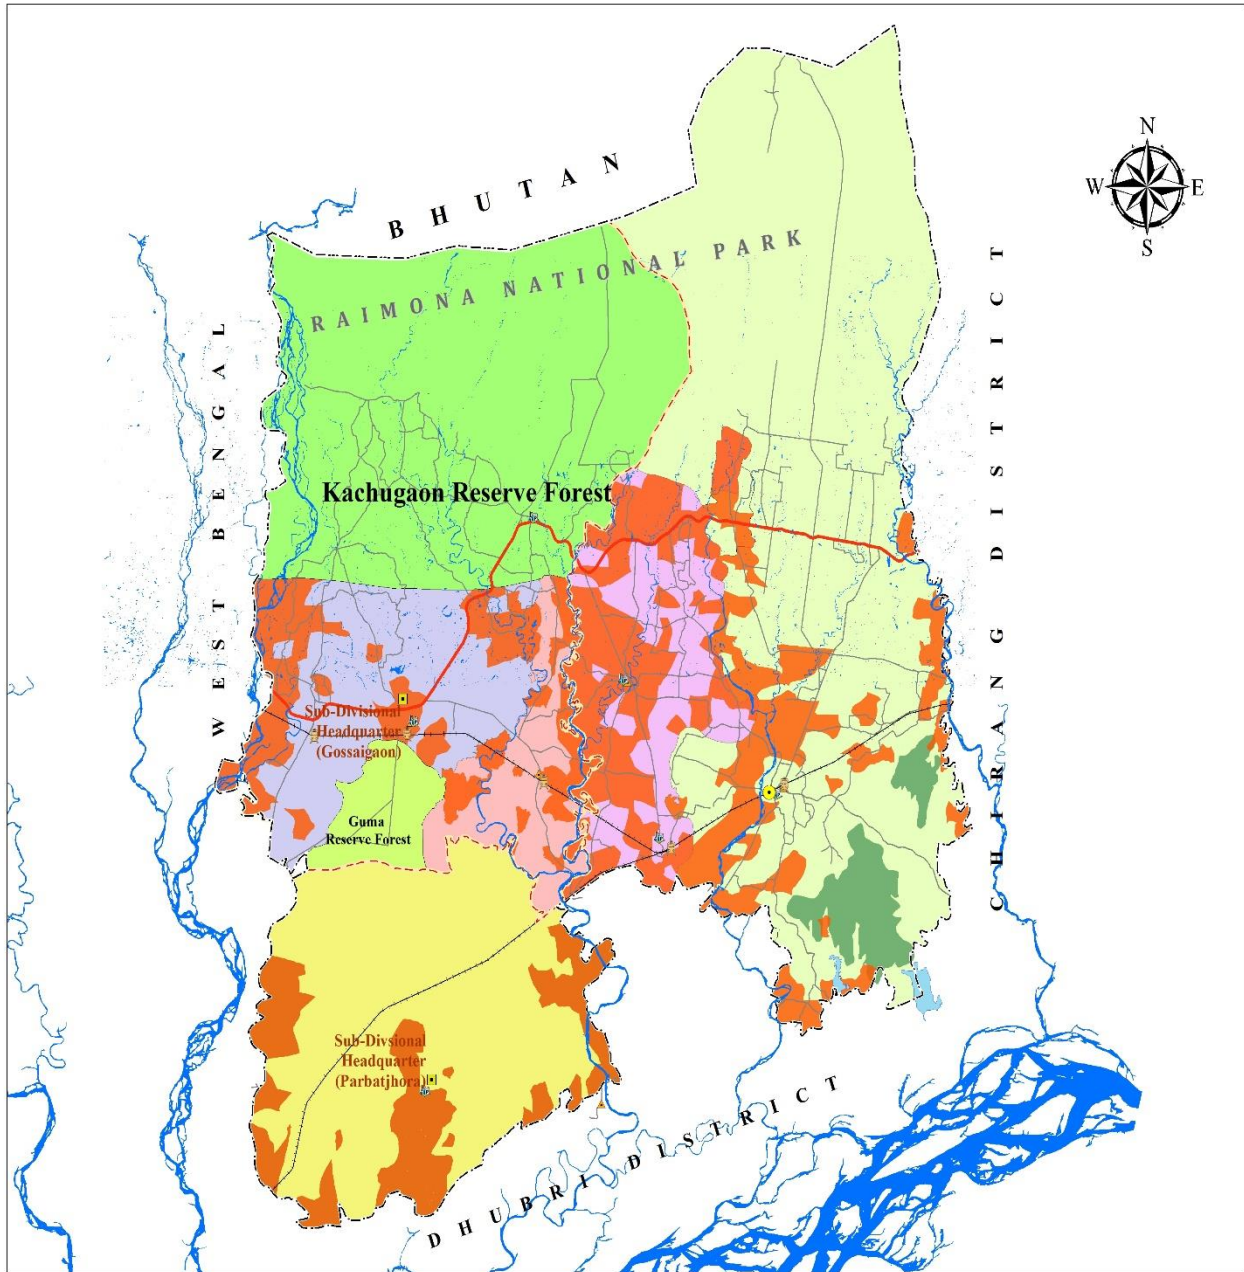 N
W E
S
BHUTAN
RAIMONA NATIONAL PARK
WEST BENGAL
CHIRANG DISTRICT
Kachugaon Reserve Forest
Sub-Divisional
Headquarter
(Gossaigaon)
Guma
Reserve Forest
Sub-Divsional
Headquarter
(Parbatjhora)
DHUBRI DISTRICT